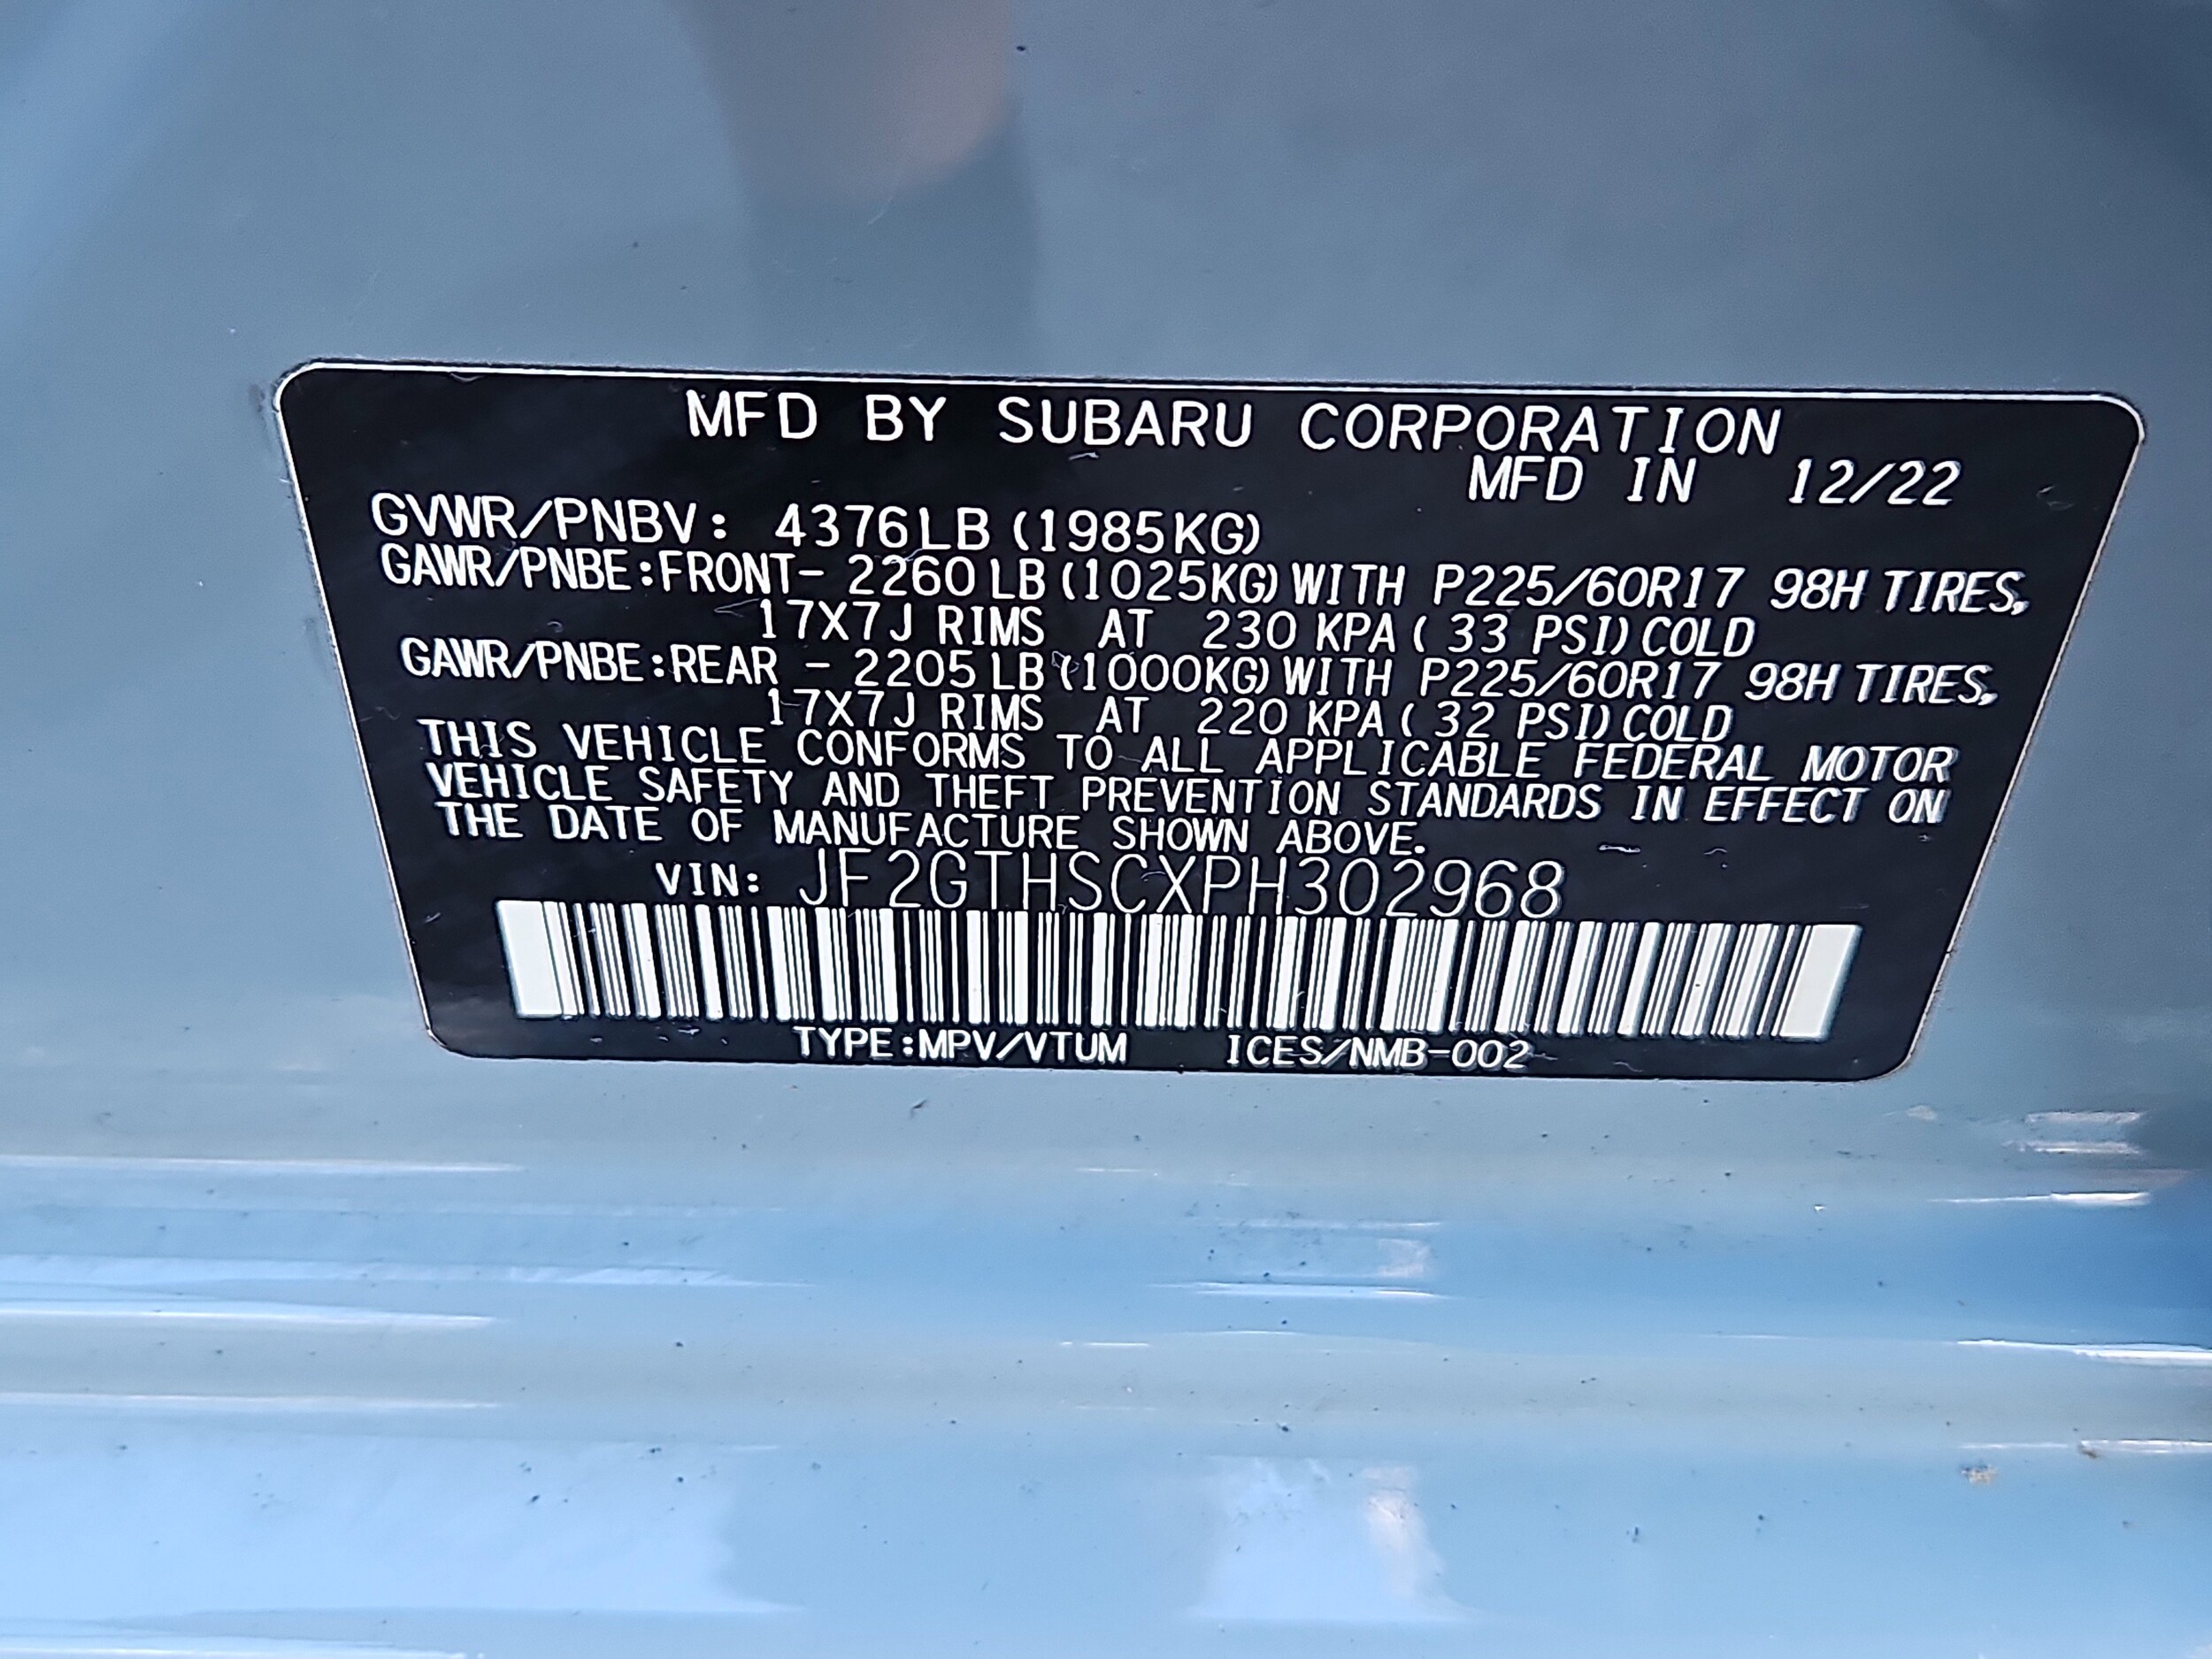 MFD BY SUBARU CORPORATION
MFD IN 12/22
GVWR/PNBV: 4376LB (1985KG)
GAWR/PNBE:FRONT- 2260 LB (1025KG) WITH P225/60R17 98H TIRES,
17X7J RIMS AT 230 KPA ( 33 PSI) COLD
GAWR/PNBE:REAR - 2205 LB (1000KG) WITH P225/60R17 98H TIRES,
17X7J RIMS AT 220 KPA ( 32 PSI) COLD
THIS VEHICLE CONFORMS TO ALL APPLICABLE FEDERAL MOTOR
VEHICLE SAFETY AND THEFT PREVENTION STANDARDS IN EFFECT ON
THE DATE OF MANUFACTURE SHOWN ABOVE.
VIN: JF2GTHSCXPH302968
TYPE:MPV/VTUM ICES/NMB-002